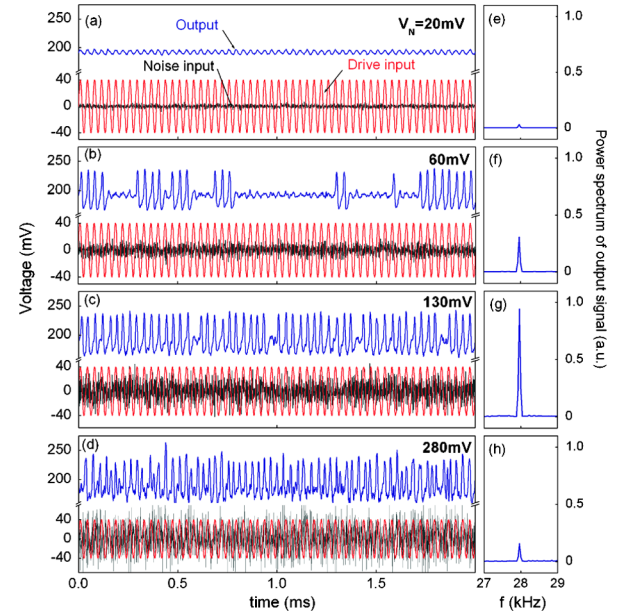 (a)
Output
V_N=20mV
Noise input
Drive input
250
200
40
0
-40
(e)
1.0
0.5
0
(b)
60mV
250
200
40
0
-40
(f)
1.0
0.5
0
(c)
130mV
250
200
40
0
-40
(g)
1.0
0.5
0
(d)
280mV
250
200
40
0
-40
(h)
1.0
0.5
0
Voltage (mV)
Power spectrum of output signal (a.u.)
0.0
0.5
1.0
1.5
time (ms)
27
28
29
f (kHz)